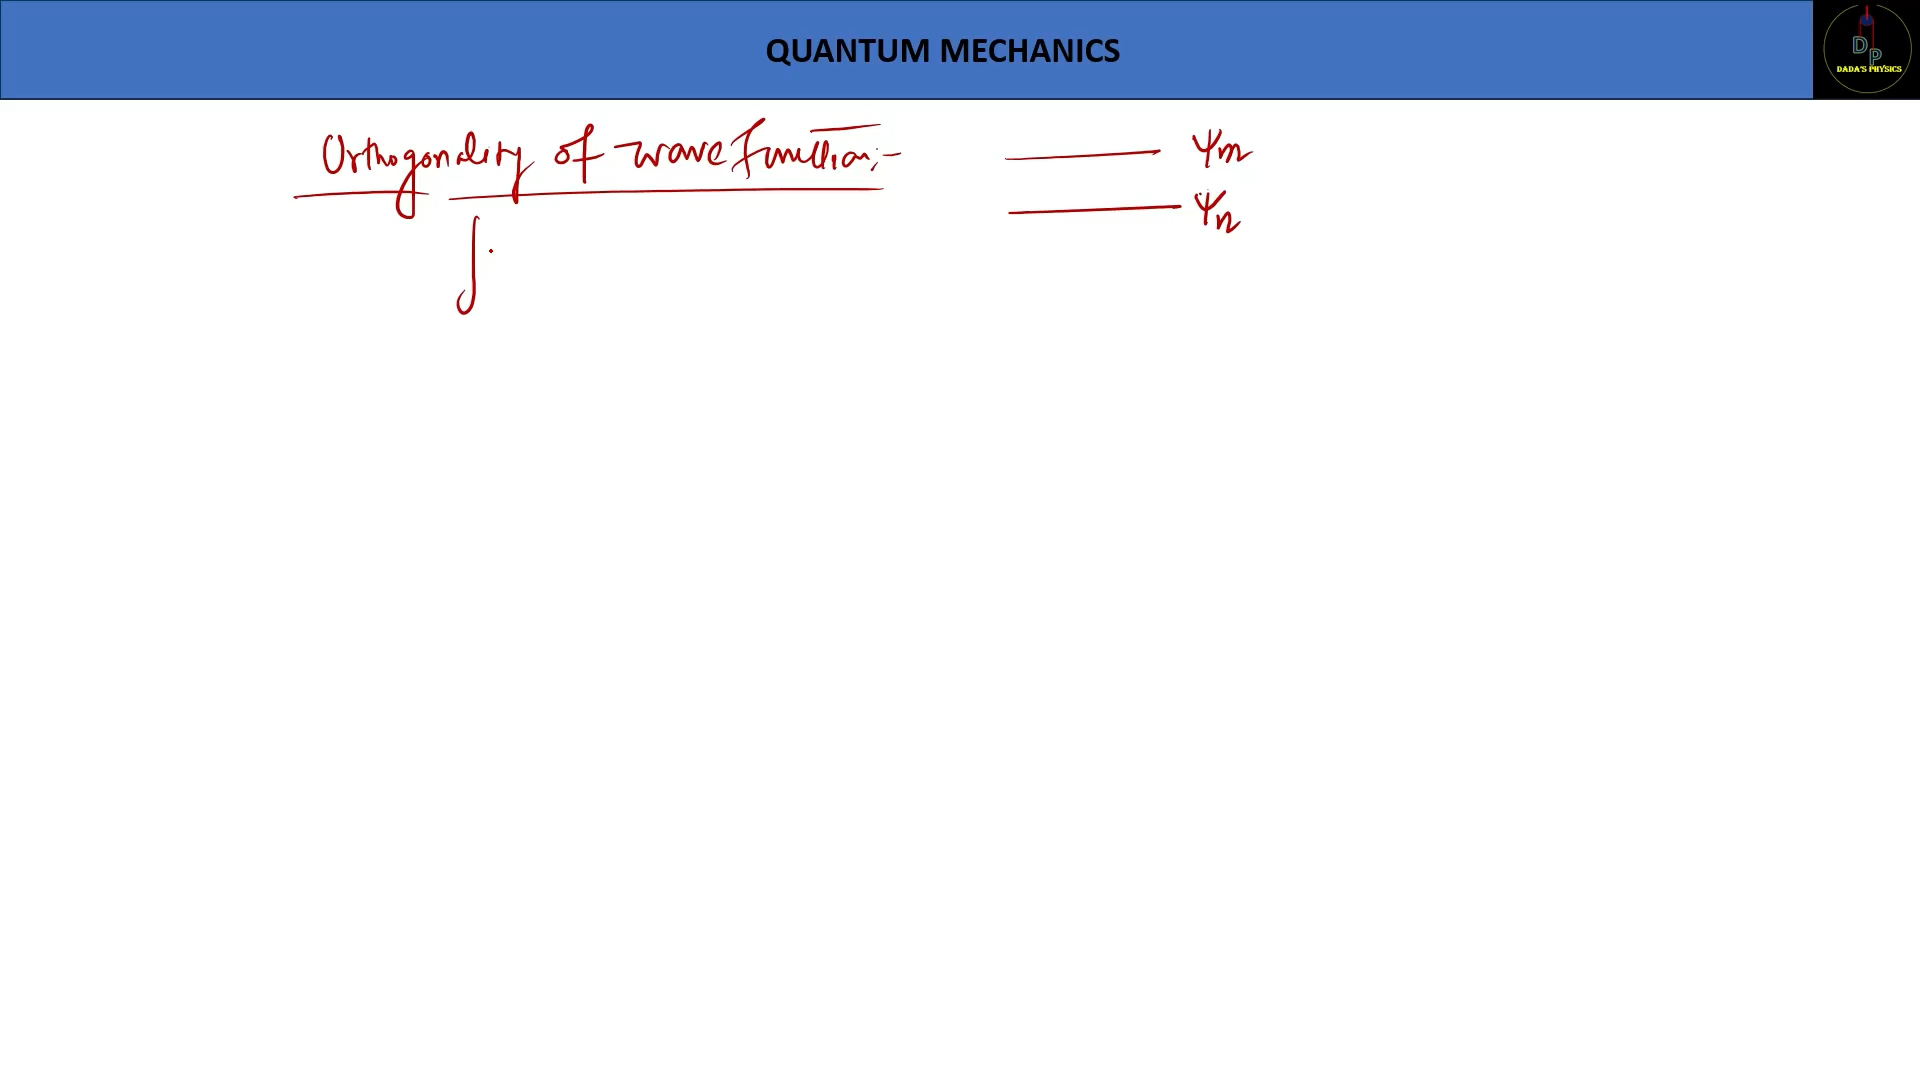 QUANTUM MECHANICS
D
P
DADA'S PHYSICS
Orthogonality of wave function:-
ψm
ψn
∫